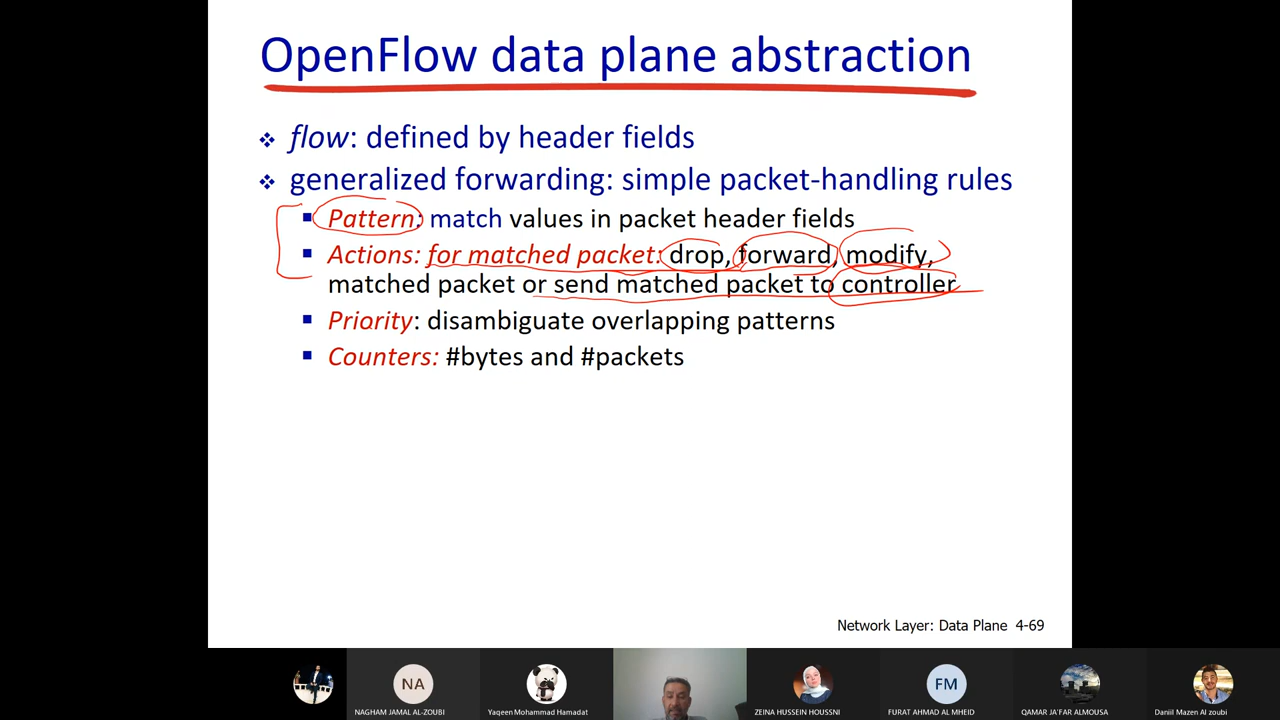 OpenFlow data plane abstraction
❖ flow: defined by header fields
❖ generalized forwarding: simple packet-handling rules
▪ Pattern: match values in packet header fields
▪ Actions: for matched packet: drop, forward, modify,
matched packet or send matched packet to controller
▪ Priority: disambiguate overlapping patterns
▪ Counters: #bytes and #packets
Network Layer: Data Plane 4-69
NA
FM
NAGHAM JAMAL AL-ZOUBI
Yaqeen Mohammad Hamadat
ZEINA HUSSEIN HOUSSNI
FURAT AHMAD AL MHEID
QAMAR JA'FAR ALMOUSA
Daniil Mazen Al zoubi